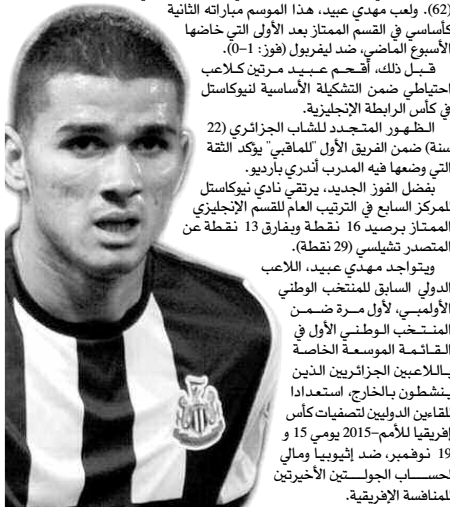 (62). ولعب مهدي عبيد، هذا الموسم مباراته الثانية
كأساسي في القسم الممتاز بعد الأولى التي خاضها
الأسبوع الماضي، ضد ليفربول (فوز: 1-0).
قبل ذلك، أقحم عبيد مرتين كلاعب
احتياطي ضمن التشكيلة الأساسية لنيوكاستل
في كأس الرابطة الإنجليزية.
الظهور المتجدد للشاب الجزائري (22
سنة) ضمن الفريق الأول "للماقبي" يؤكد الثقة
التي وضعها فيه المدرب أندري بارديو.
بفضل الفوز الجديد، يرتقي نادي نيوكاستل
للمركز السابع في الترتيب العام للقسم الإنجليزي
الممتاز برصيد 16 نقطة ويفارق 13 نقطة عن
المتصدر تشيلسي (29 نقطة).
ويتواجد مهدي عبيد، اللاعب
الدولي السابق للمنتخب الوطني
الأولمبي، لأول مرة ضمن
المنتخب الوطني الأول في
القائمة الموسعة الخاصة
باللاعبين الجزائريين الذين
ينشطون بالخارج، استعدادا
للقاءين الدوليين لتصفيات كأس
إفريقيا للأمم-2015 يومي 15 و
19 نوفمبر، ضد إثيوبيا ومالي
لحساب الجولتين الأخيرتين
للمنافسة الإفريقية.